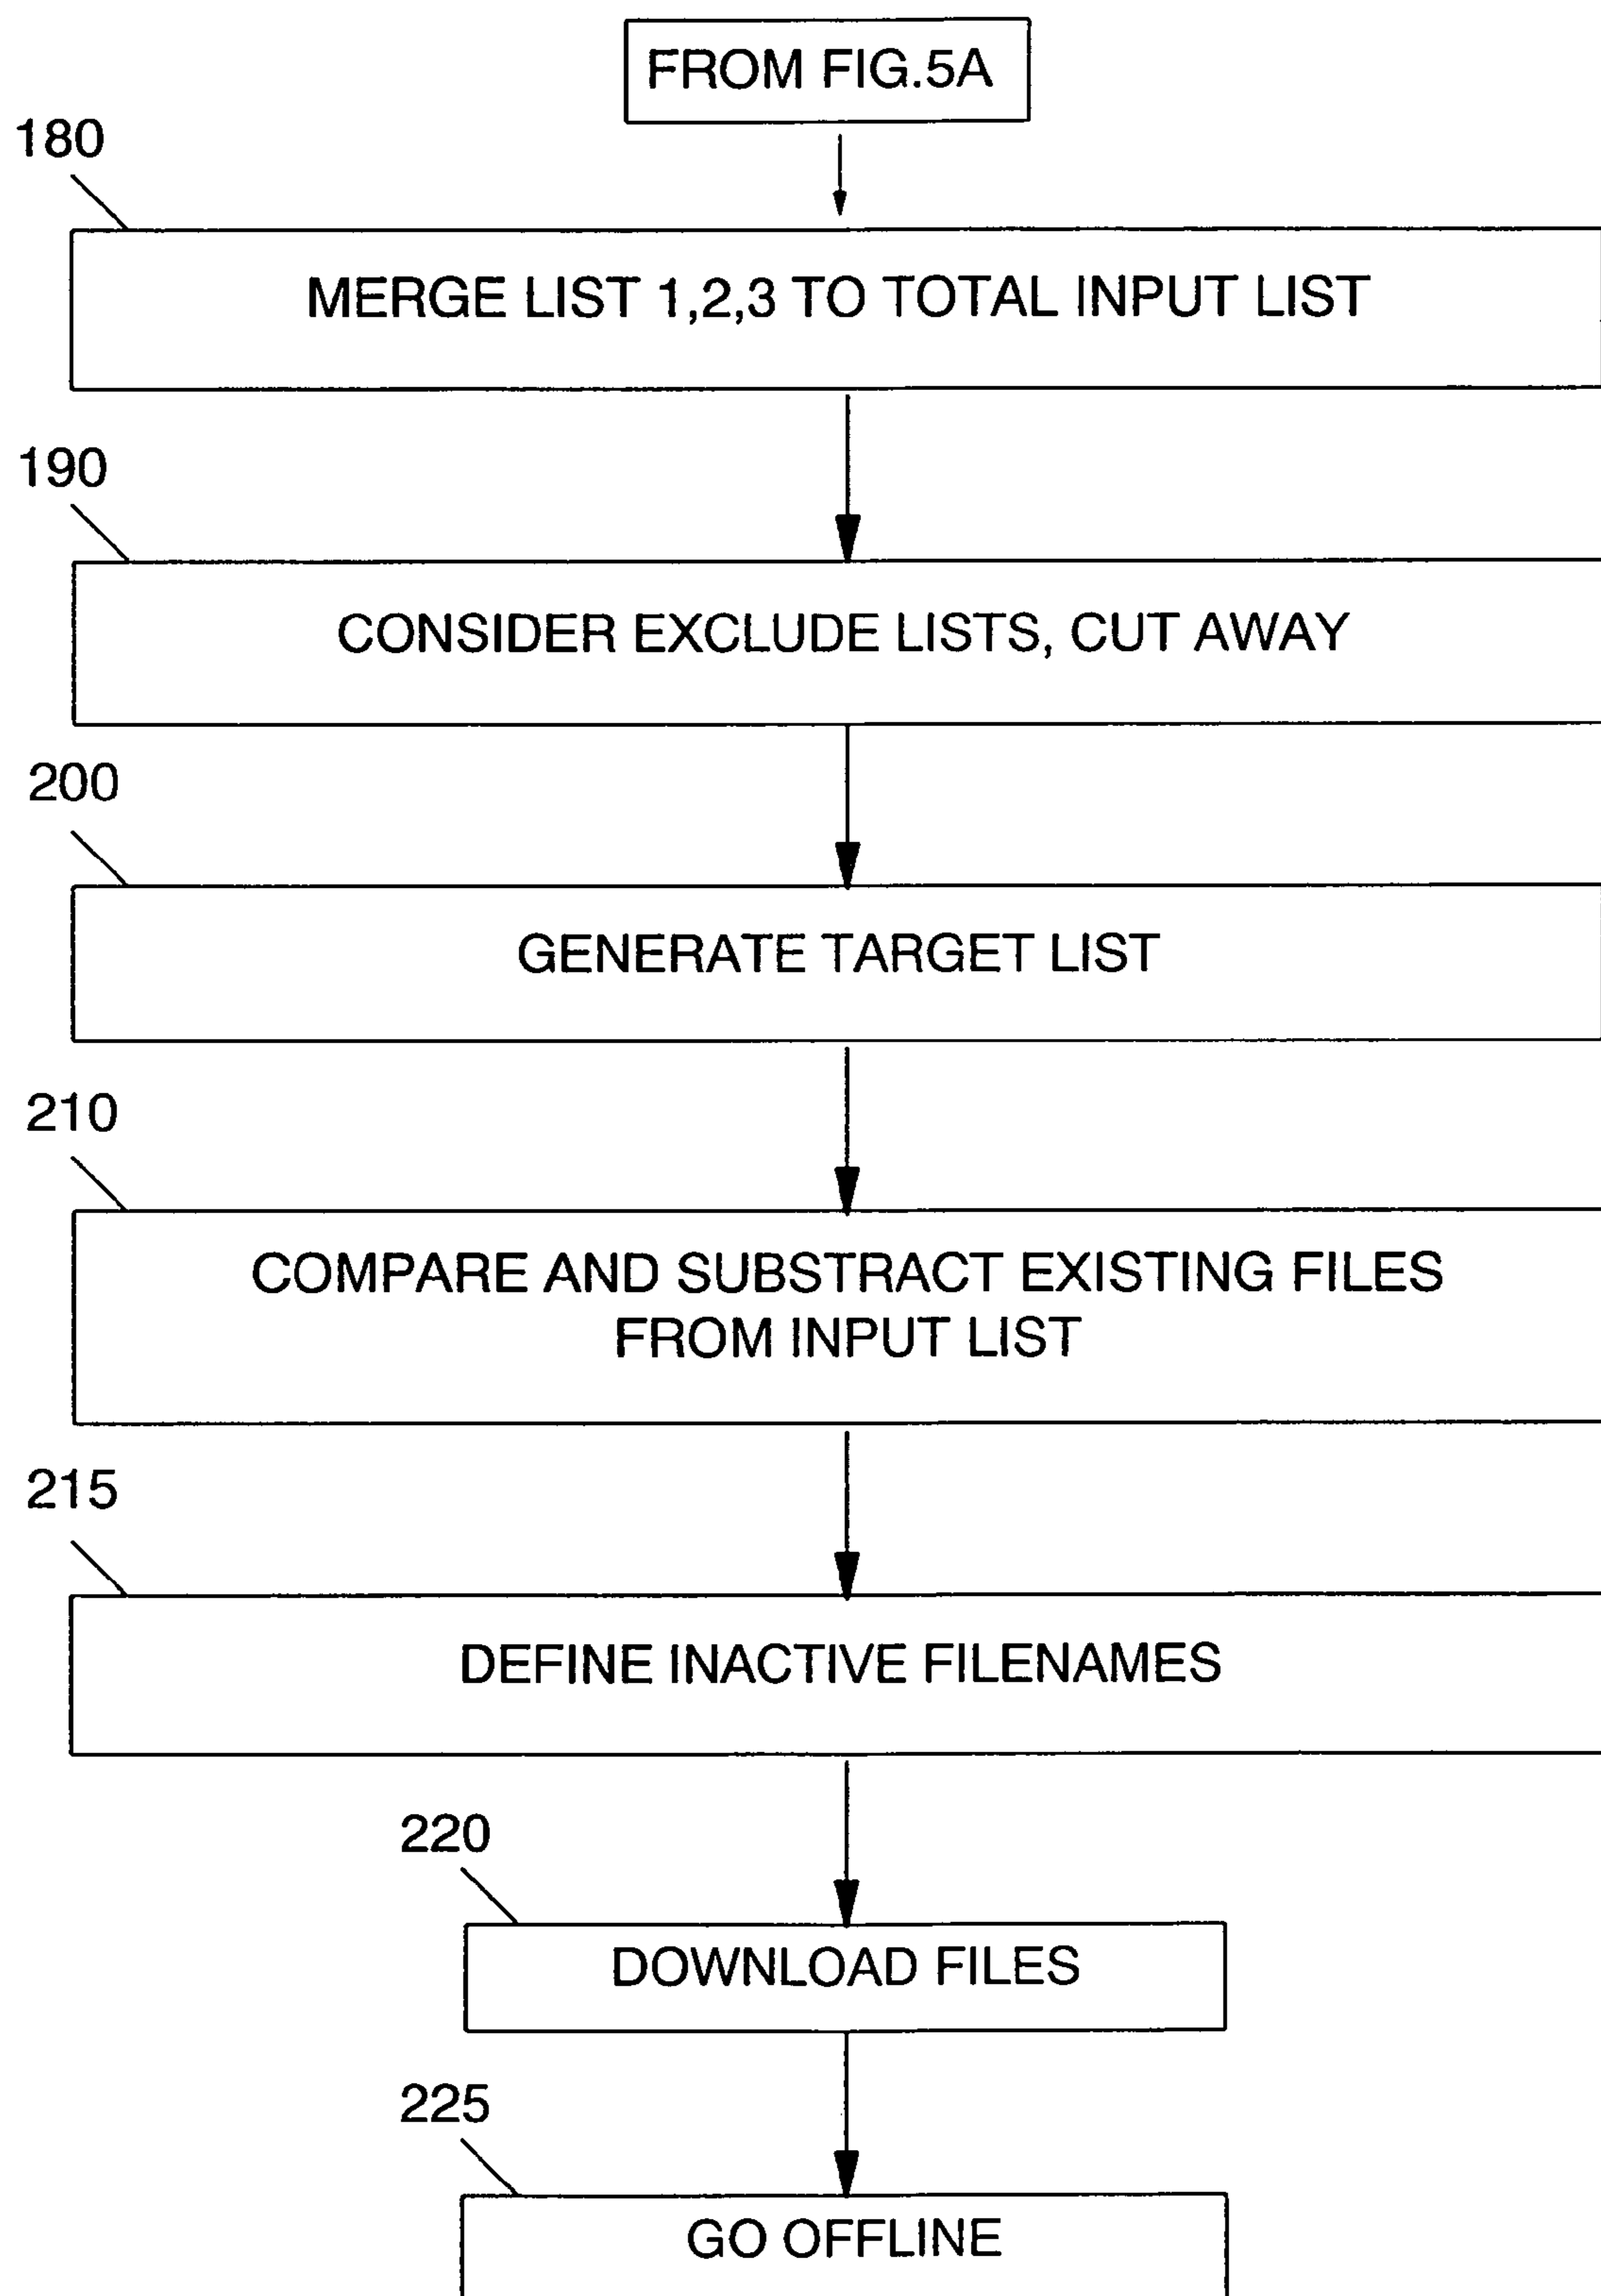 FROM FIG.5A
180
MERGE LIST 1,2,3 TO TOTAL INPUT LIST
190
CONSIDER EXCLUDE LISTS, CUT AWAY
200
GENERATE TARGET LIST
210
COMPARE AND SUBSTRACT EXISTING FILES
FROM INPUT LIST
215
DEFINE INACTIVE FILENAMES
220
DOWNLOAD FILES
225
GO OFFLINE